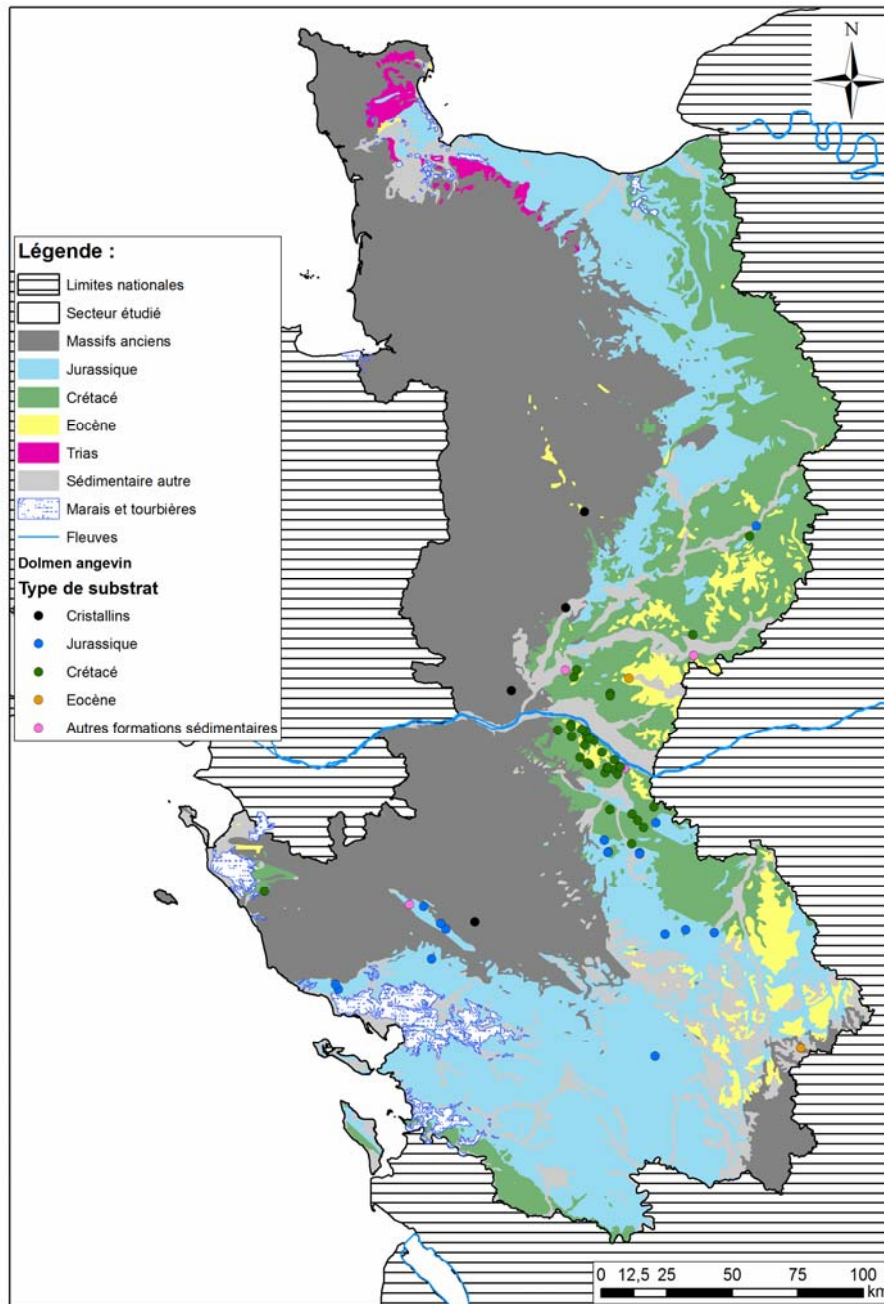 N
Légende :
Limites nationales
Secteur étudié
Massifs anciens
Jurassique
Crétacé
Eocène
Trias
Sédimentaire autre
Marais et tourbières
Fleuves
Dolmen angevin
Type de substrat
Cristallins
Jurassique
Crétacé
Eocène
Autres formations sédimentaires
0 12,5 25 50 75 100
km